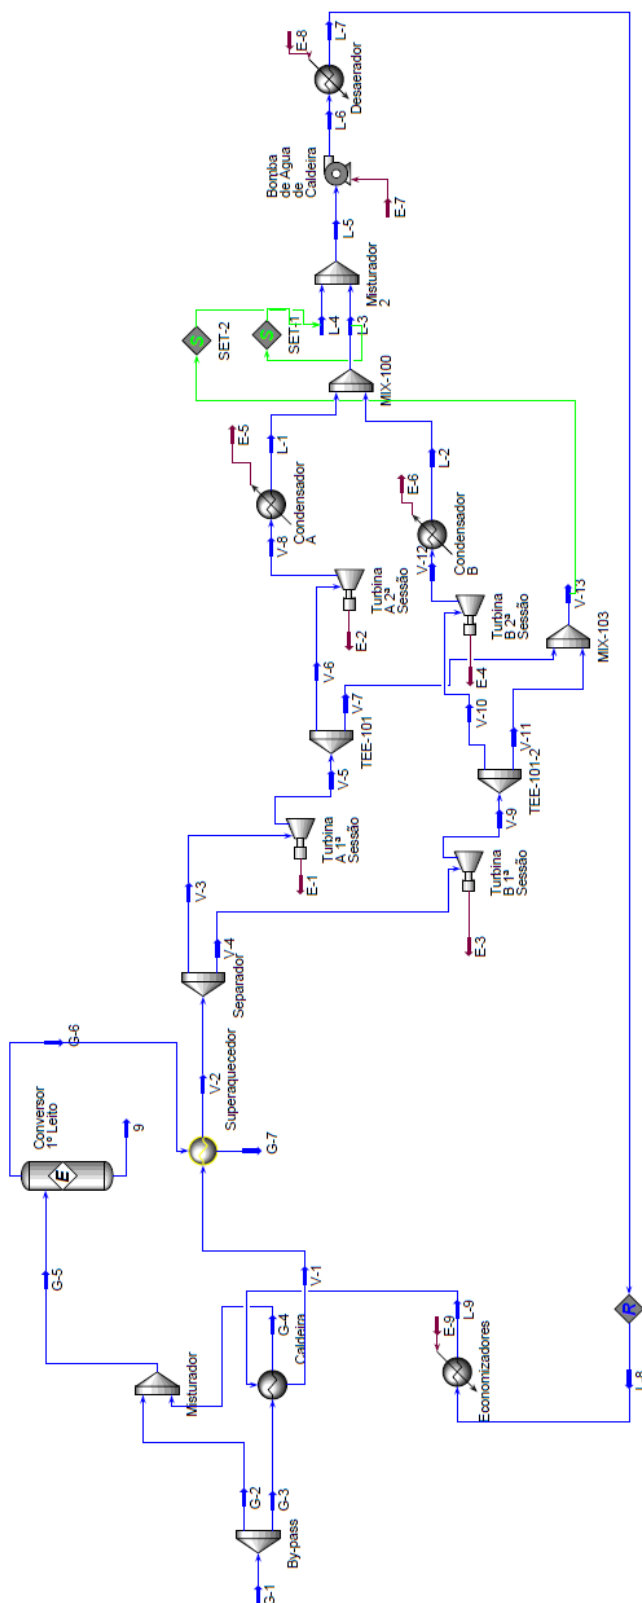 E-8
L-7
Desaerador
L-6
Bomba
de Agua
de
Caldeira
E-7
L-5
Misturador
2
L-4
L-3
S
SET-2
S
SET-1
MIX-100
E-5
L-1
Condensador
A
V-8
E-6
L-2
Condensador
B
V-12
Turbina
A 2ª
Sessão
E-2
V-6
Turbina
B 2ª
Sessão
E-4
V-13
MIX-103
V-7
TEE-101
V-10
V-11
TEE-101-2
V-5
V-9
Turbina
A 1ª
Sessão
E-1
Turbina
B 1ª
Sessão
E-3
V-3
V-4
Separador
V-2
Superaquecedor
G-6
G-7
Conversor
1º Leito
E
9
G-5
V-1
G-4
Caldeira
Misturador
L-9
E-9
Economizadores
R
L-8
G-2
G-3
By-pass
G-1